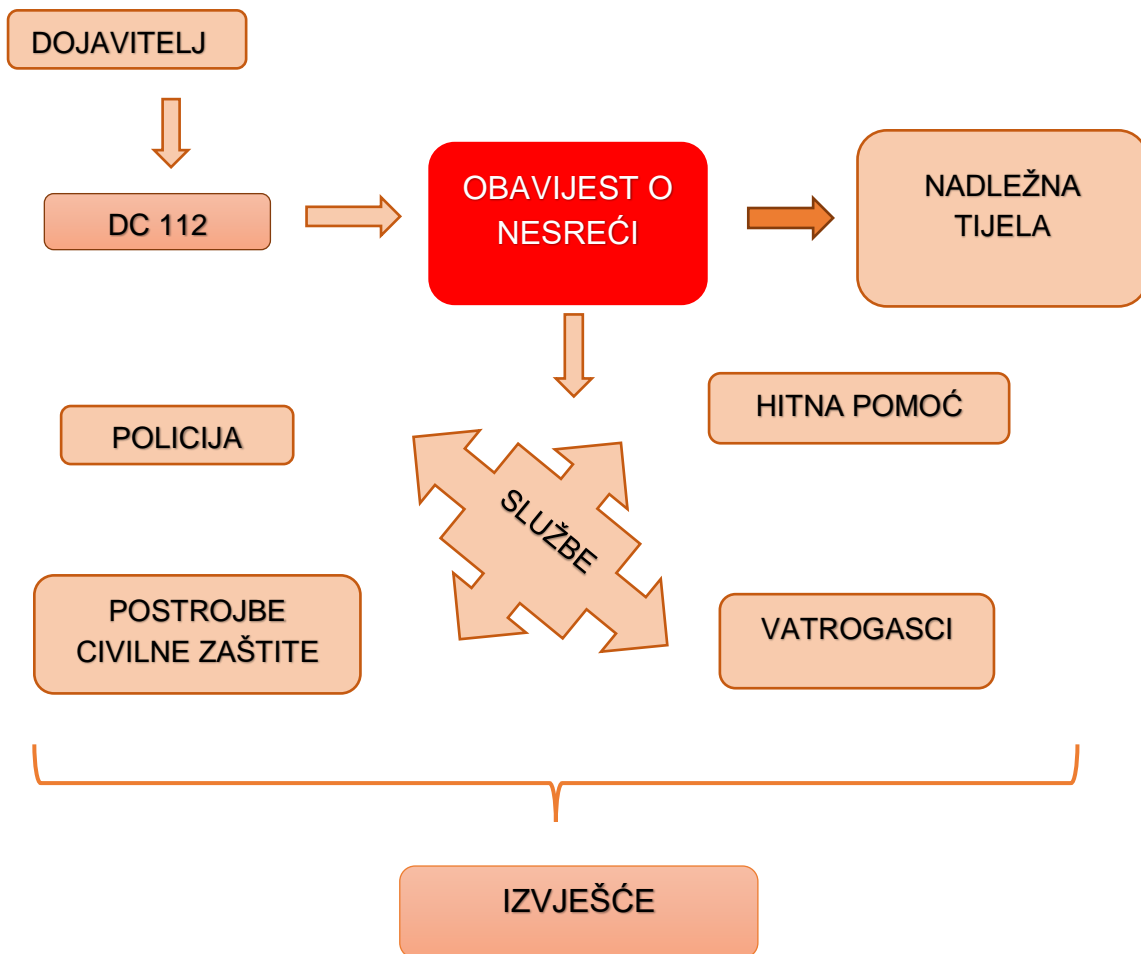 DOJAVITELJ
DC 112
OBAVIJEST O
NESREĆI
NADLEŽNA
TIJELA
POLICIJA
HITNA POMOĆ
SLUŽBE
POSTROJBE
CIVILNE ZAŠTITE
VATROGASCI
IZVJEŠĆE